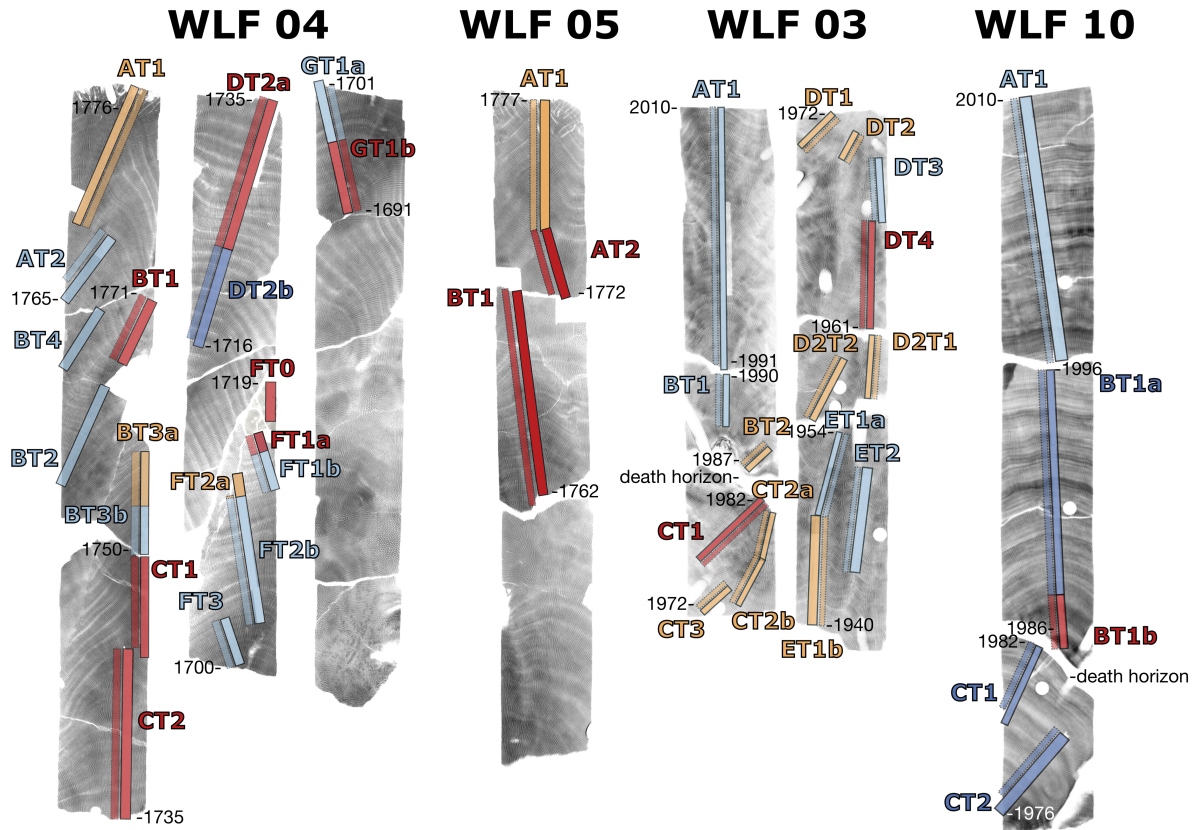 WLF 04
WLF 05
WLF 03
WLF 10
AT1
1776-
AT2
1765-
1771-
BT1
BT4
BT2
BT3a
BT3b
1750-
CT1
CT2
-1735
DT2a
1735-
DT2b
-1716
FT0
1719-
FT1a
FT1b
FT2a
FT2b
FT3
1700-
GT1a
-1701
GT1b
-1691
AT1
1777-
AT2
-1772
BT1
-1762
AT1
2010-
-1991
-1990
BT1
BT2
1987-
death horizon-
1982-
CT1
CT2a
1972-
CT3
CT2b
DT1
1972-
DT2
DT3
DT4
1961-
D2T2
D2T1
1954-
ET1a
ET2
-1940
ET1b
AT1
2010-
-1996
BT1a
1986-
BT1b
1982-
-death horizon
CT1
CT2
-1976